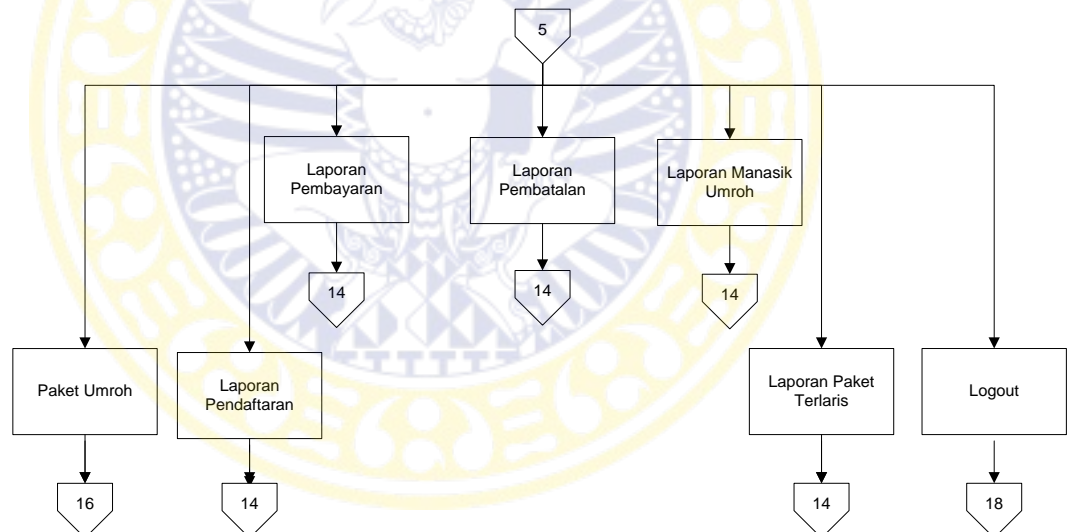 5
Laporan
Pembayaran
Laporan
Pembatalan
Laporan Manasik
Umroh
14
14
14
Paket Umroh
Laporan
Pendaftaran
Laporan Paket
Terlaris
Logout
16
14
14
18